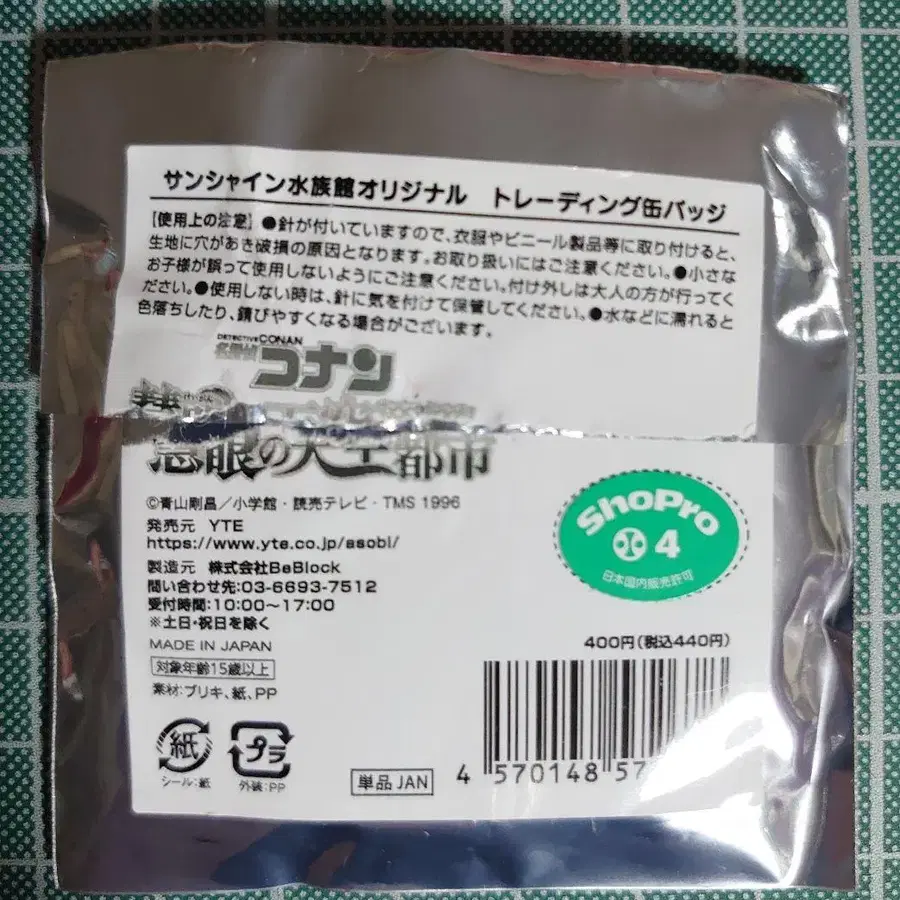 サンシャイン水族館オリジナル トレーディング缶バッジ
【使用上の注意】●針が付いていますので、衣服やビニール製品等に取り付けると、
生地に穴があき破損の原因となります。お取り扱いにはご注意ください。●小さな
お子様が誤って使用しないようにご注意ください。付け外しは大人の方が行ってく
ださい。●使用しない時は、針に気を付けて保管してください。●水などに濡れると
色落ちしたり、錆びやすくなる場合がございます。
DETECTIVE CONAN
名探偵コナン
慧眼の天空都市
©青山剛昌/小学館・読売テレビ・TMS 1996
発売元 YTE
https://www.yte.co.jp/asobi/
製造元 株式会社BeBlock
問い合わせ先:03-6693-7512
受付時間:10:00〜17:00
※土日・祝日を除く
MADE IN JAPAN
対象年齢15歳以上
素材:ブリキ、紙、PP
紙
シール:紙
プラ
外装:PP
単品 JAN
ShoPro
4
日本国内販売許可
400円(税込440円)
4 570148 57